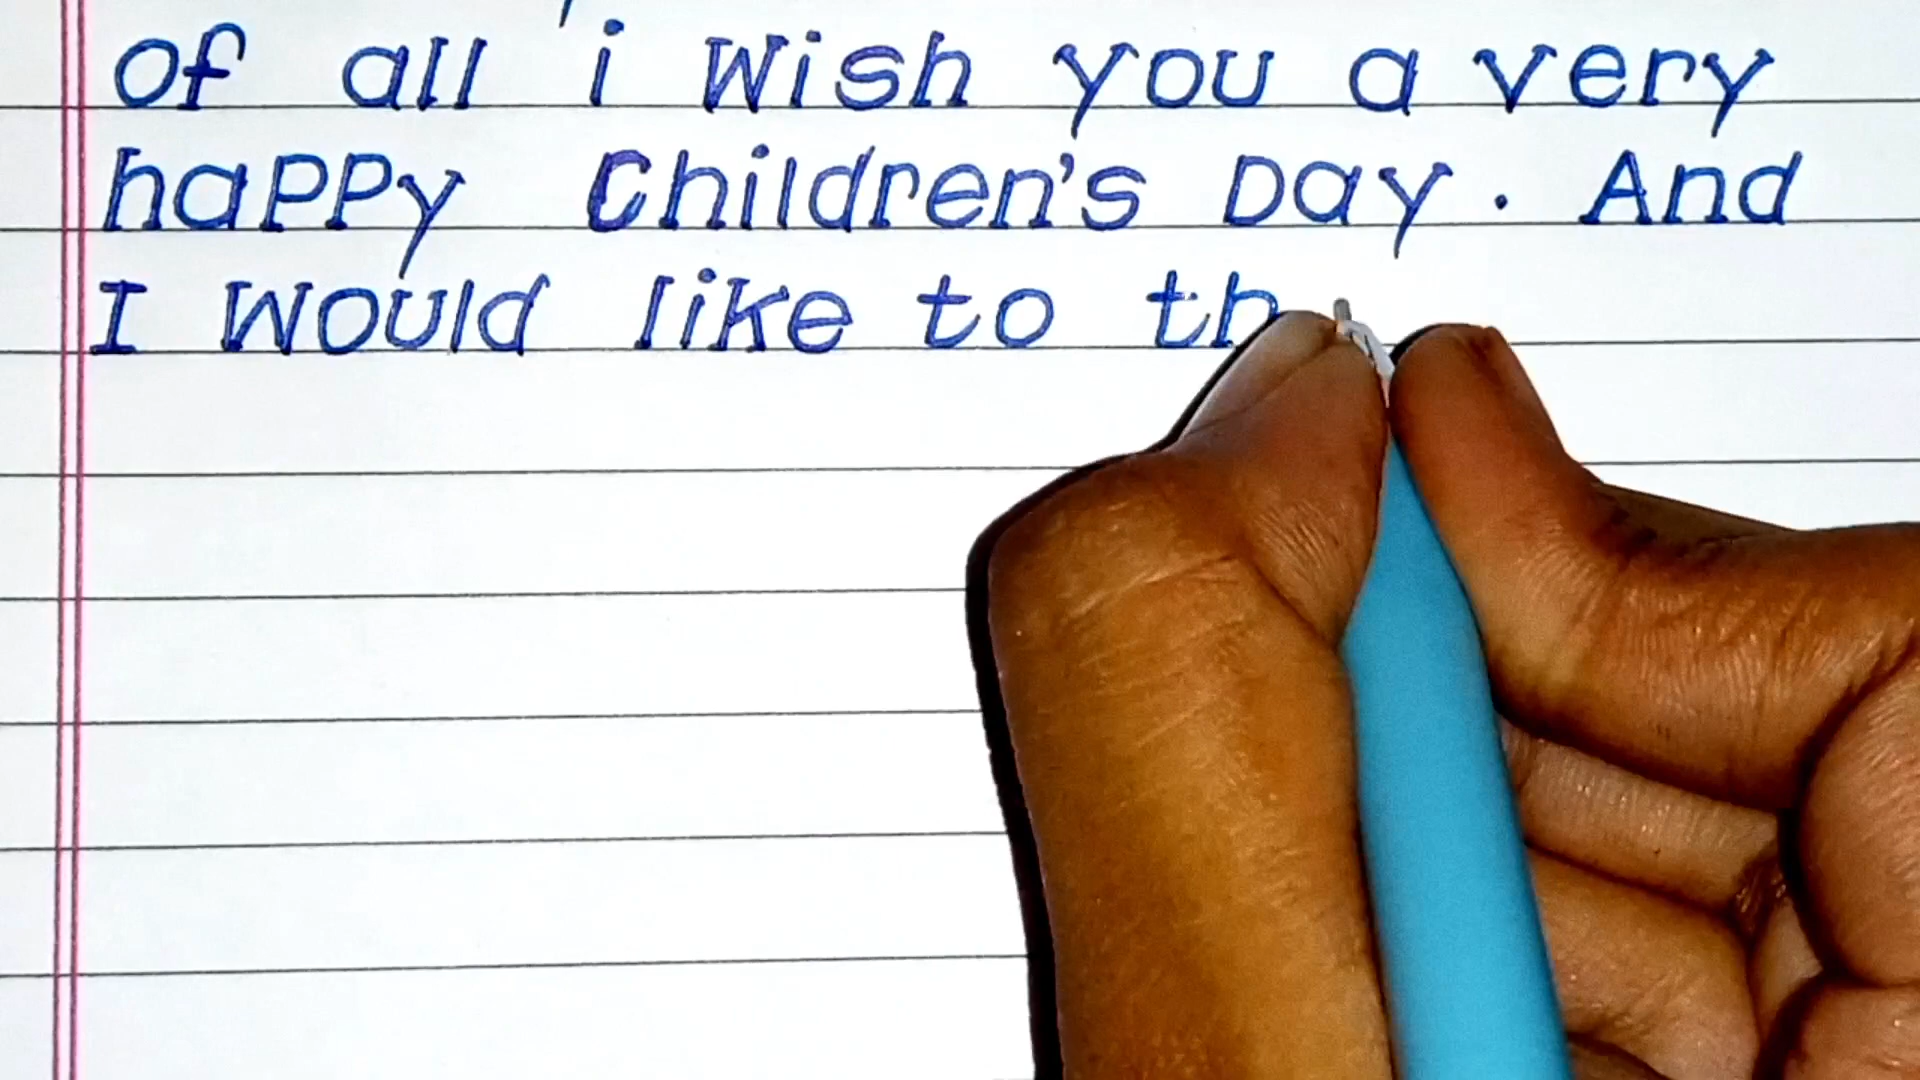 of all i Wish you a very
happy Children's Day. And
I Would like to th